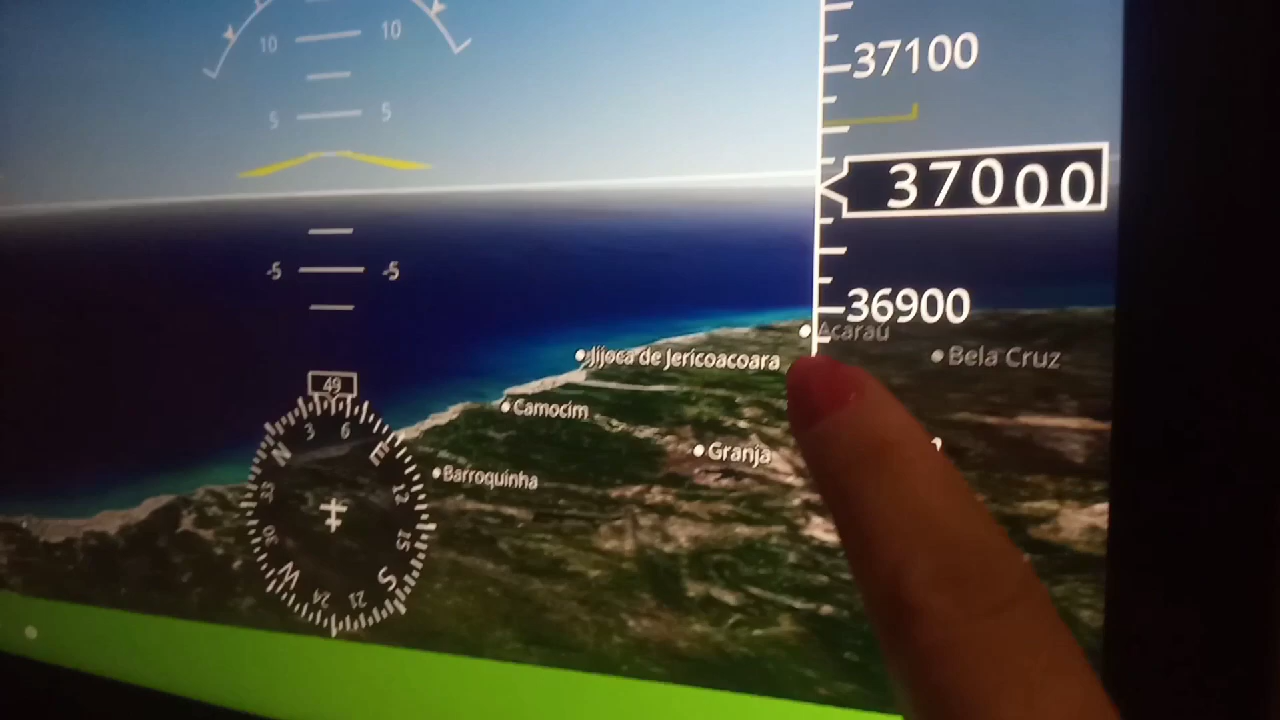 10 10
37100
5 5
37000
-5 -5
36900
Acaraú
Jijoca de Jericoacoara
Bela Cruz
49
Camocim
Granja
Barroquinha
N 3 6 E 12 15 S 21 24 W 30 33